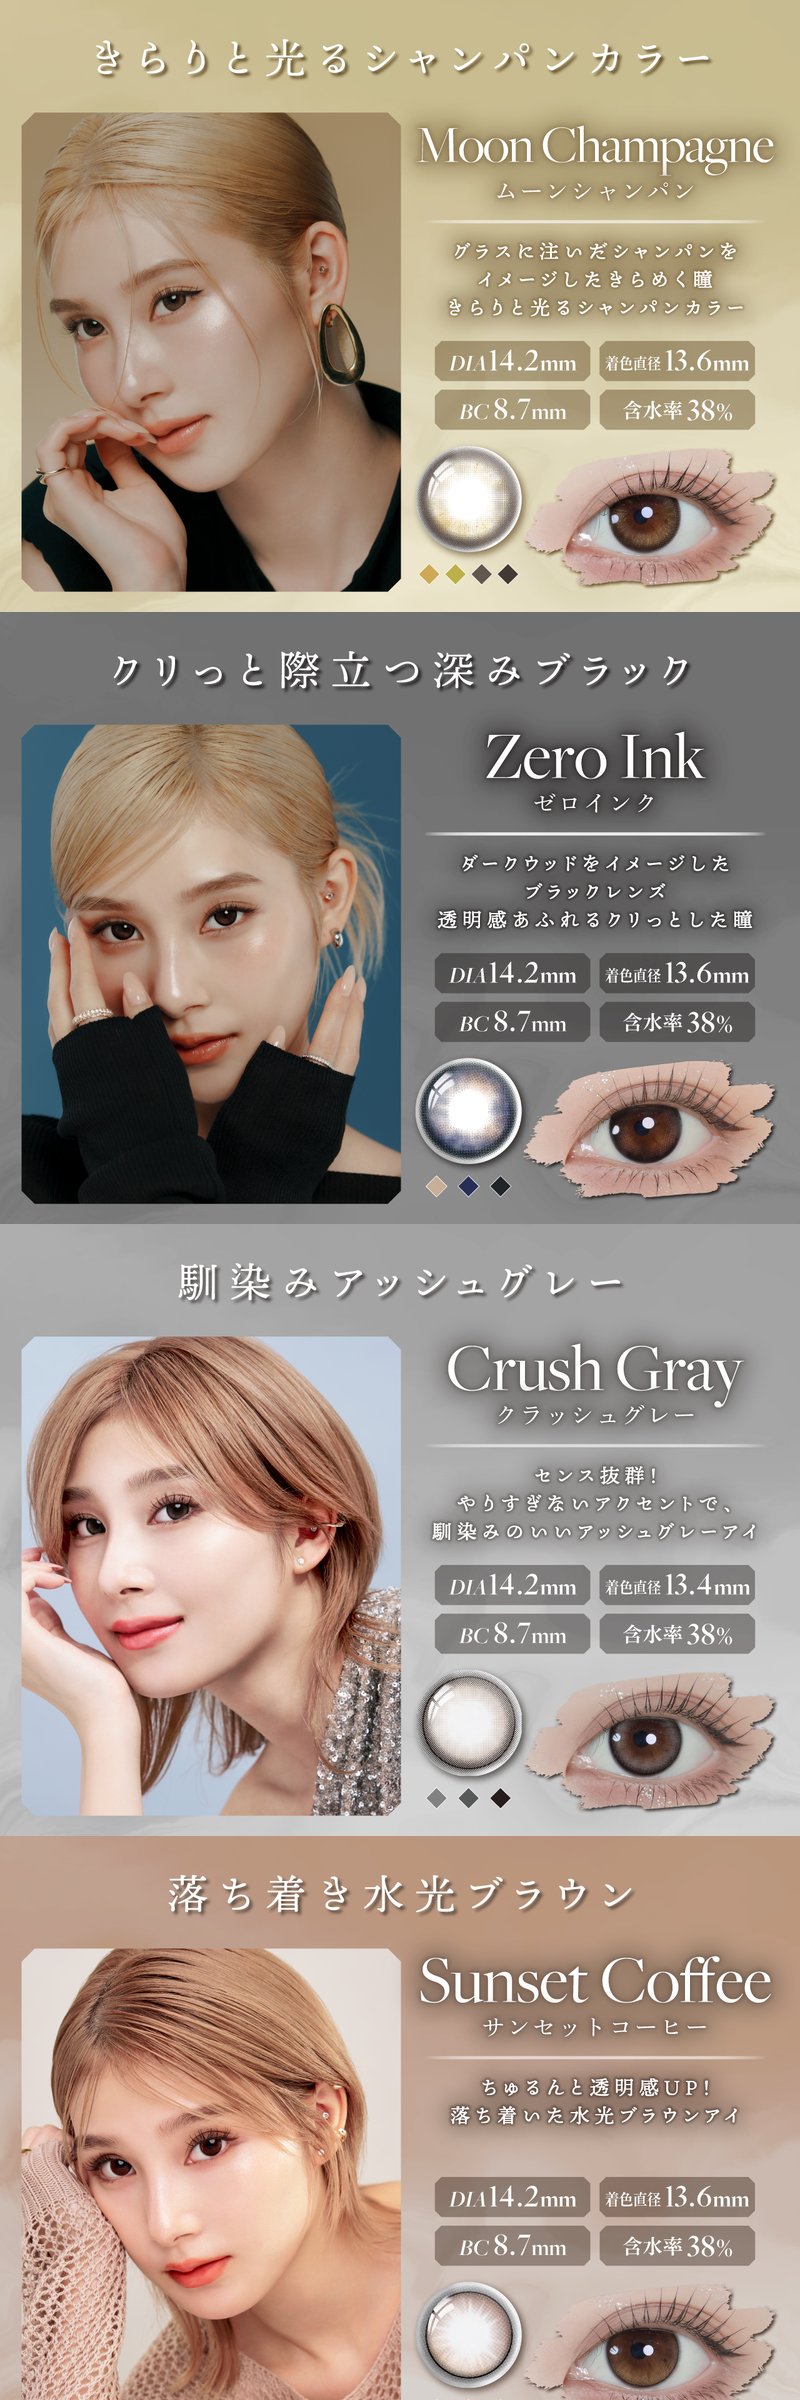 きらりと光るシャンパンカラー
Moon Champagne
ムーンシャンパン
グラスに注いだシャンパンを
イメージしたきらめく瞳
きらりと光るシャンパンカラー
DIA14.2mm
着色直径13.6mm
BC 8.7mm
含水率38%
クリっと際立つ深みブラック
Zero Ink
ゼロインク
ダークウッドをイメージした
ブラックレンズ
透明感あふれるクリっとした瞳
DIA14.2mm
着色直径13.6mm
BC 8.7mm
含水率38%
馴染みアッシュグレー
Crush Gray
クラッシュグレー
センス抜群!
やりすぎないアクセントで、
馴染みのいいアッシュグレーアイ
DIA14.2mm
着色直径13.4mm
BC 8.7mm
含水率38%
落ち着き水光ブラウン
Sunset Coffee
サンセットコーヒー
ちゅるんと透明感UP!
落ち着いた水光ブラウンアイ
DIA14.2mm
着色直径13.6mm
BC 8.7mm
含水率38%